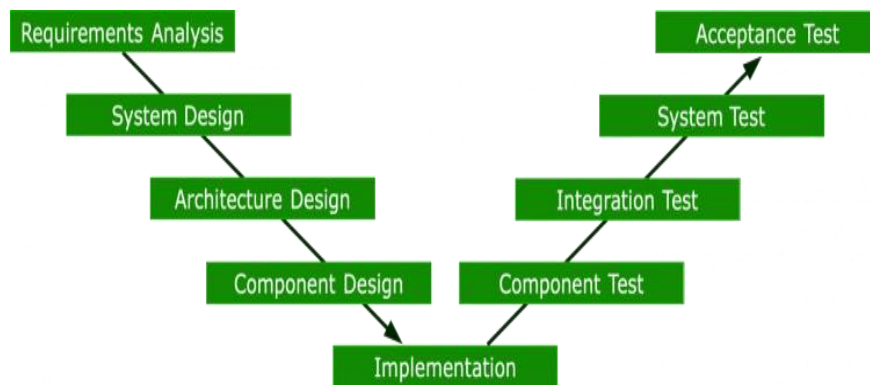 Requirements Analysis
Acceptance Test
System Design
System Test
Architecture Design
Integration Test
Component Design
Component Test
Implementation